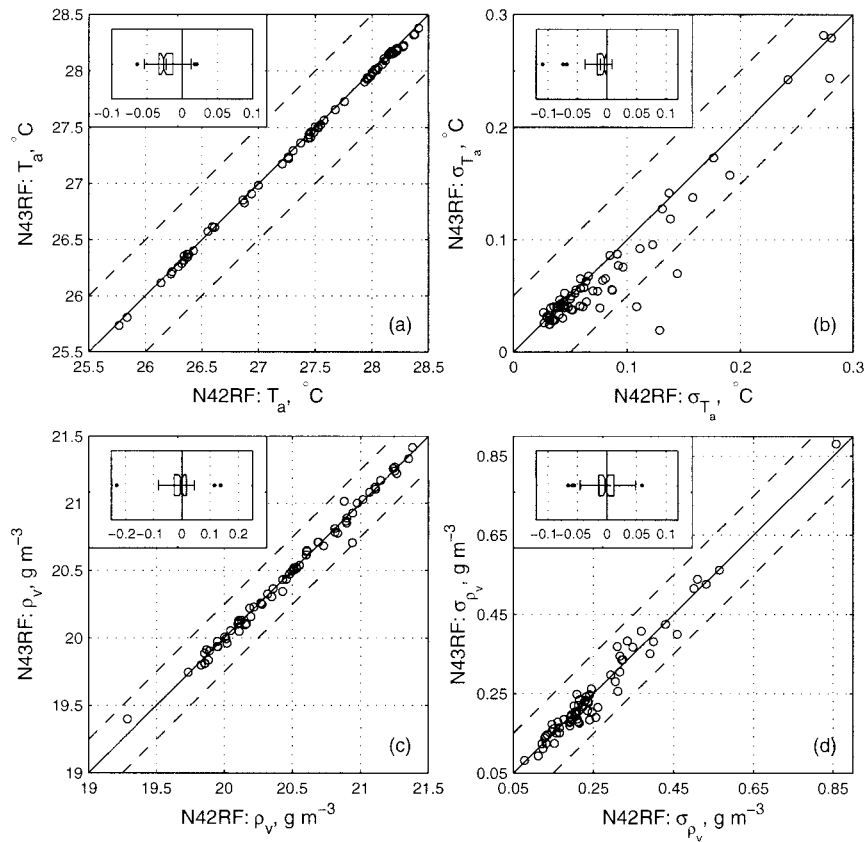 28.5
28
27.5
27
26.5
26
25.5
N43RF: Tₐ, °C
−0.1 −0.05 0 0.05 0.1
(a)
25.5 26 26.5 27 27.5 28 28.5
N42RF: Tₐ, °C
0.3
0.2
0.1
0
N43RF: σ_Tₐ, °C
−0.1 −0.05 0 0.05 0.1
(b)
0 0.1 0.2 0.3
N42RF: σ_Tₐ, °C
21.5
21
20.5
20
19.5
19
N43RF: ρᵥ, g m⁻³
−0.2 −0.1 0 0.1 0.2
(c)
19 19.5 20 20.5 21 21.5
N42RF: ρᵥ, g m⁻³
0.85
0.65
0.45
0.25
0.05
N43RF: σ_ρᵥ, g m⁻³
−0.1 −0.05 0 0.05 0.1
(d)
0.05 0.25 0.45 0.65 0.85
N42RF: σ_ρᵥ, g m⁻³